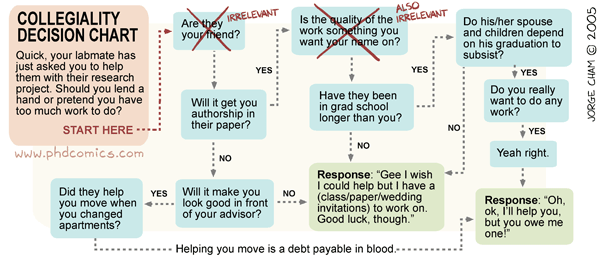 COLLEGIALITY
DECISION CHART
Quick, your labmate has
just asked you to help
them with their research
project. Should you lend a
hand or pretend you have
too much work to do?
START HERE
www.phdcomics.com
Are they
your friend?
IRRELEVANT
Is the quality of the
work something you
want your name on?
ALSO
IRRELEVANT
Do his/her spouse
and children depend
on his graduation to
subsist?
JORGE CHAM © 2005
YES
YES
Will it get you
authorship in
their paper?
Have they been
in grad school
longer than you?
Do you really
want to do any
work?
YES
Yeah right.
NO
NO
Did they help
you move when
you changed
apartments?
YES
Will it make you
look good in front
of your advisor?
NO
Response: “Gee I wish
I could help but I have a
(class/paper/wedding
invitations) to work on.
Good luck, though.”
Response: “Oh,
ok, I’ll help you,
but you owe me
one!”
Helping you move is a debt payable in blood.